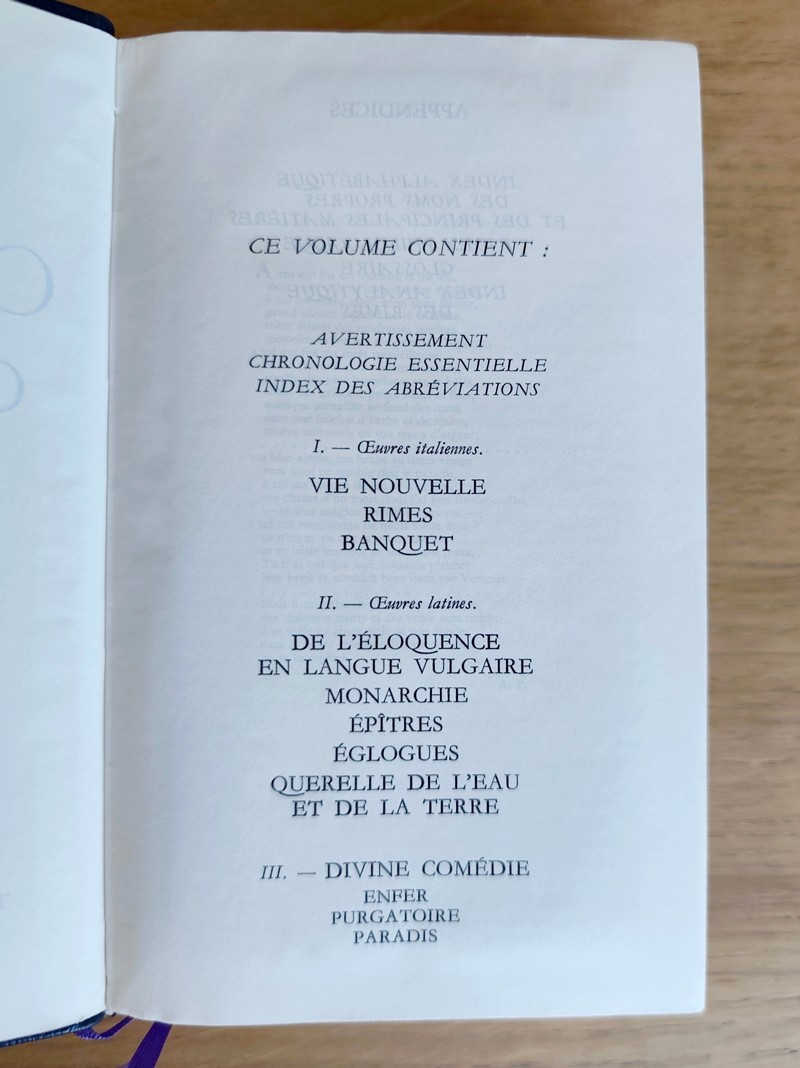 CE VOLUME CONTIENT :
AVERTISSEMENT
CHRONOLOGIE ESSENTIELLE
INDEX DES ABRÉVIATIONS
I. — Œuvres italiennes.
VIE NOUVELLE
RIMES
BANQUET
II. — Œuvres latines.
DE L'ÉLOQUENCE
EN LANGUE VULGAIRE
MONARCHIE
ÉPÎTRES
ÉGLOGUES
QUERELLE DE L'EAU
ET DE LA TERRE
III. — DIVINE COMÉDIE
ENFER
PURGATOIRE
PARADIS